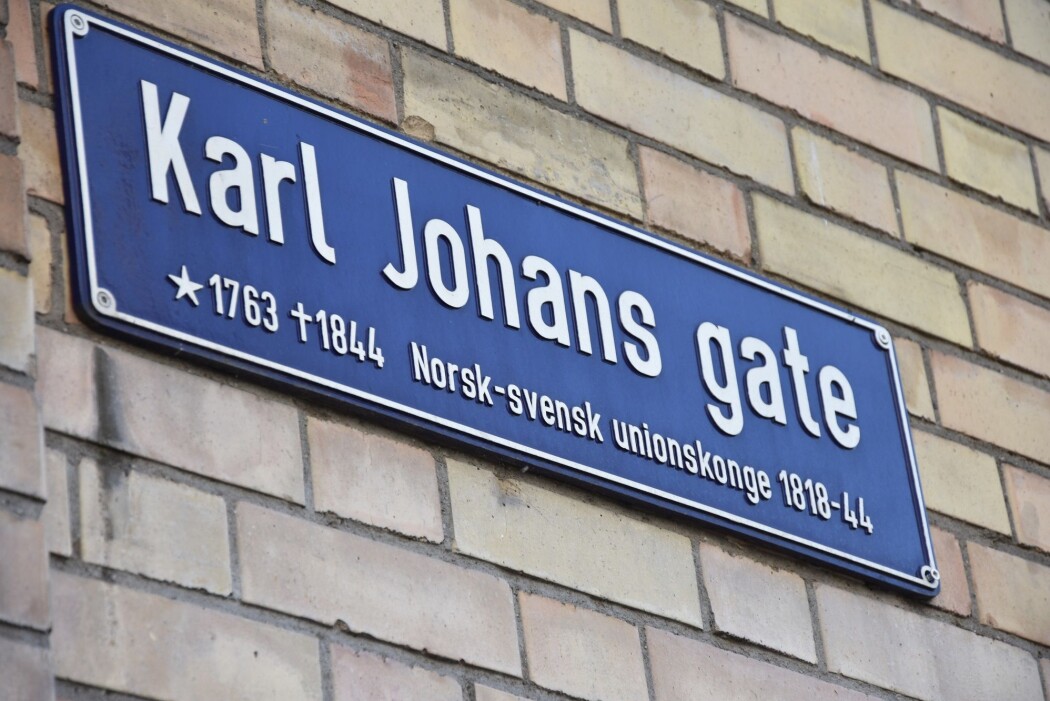 Karl Johans gate
★1763 †1844 Norsk-svensk unionskonge 1818-44